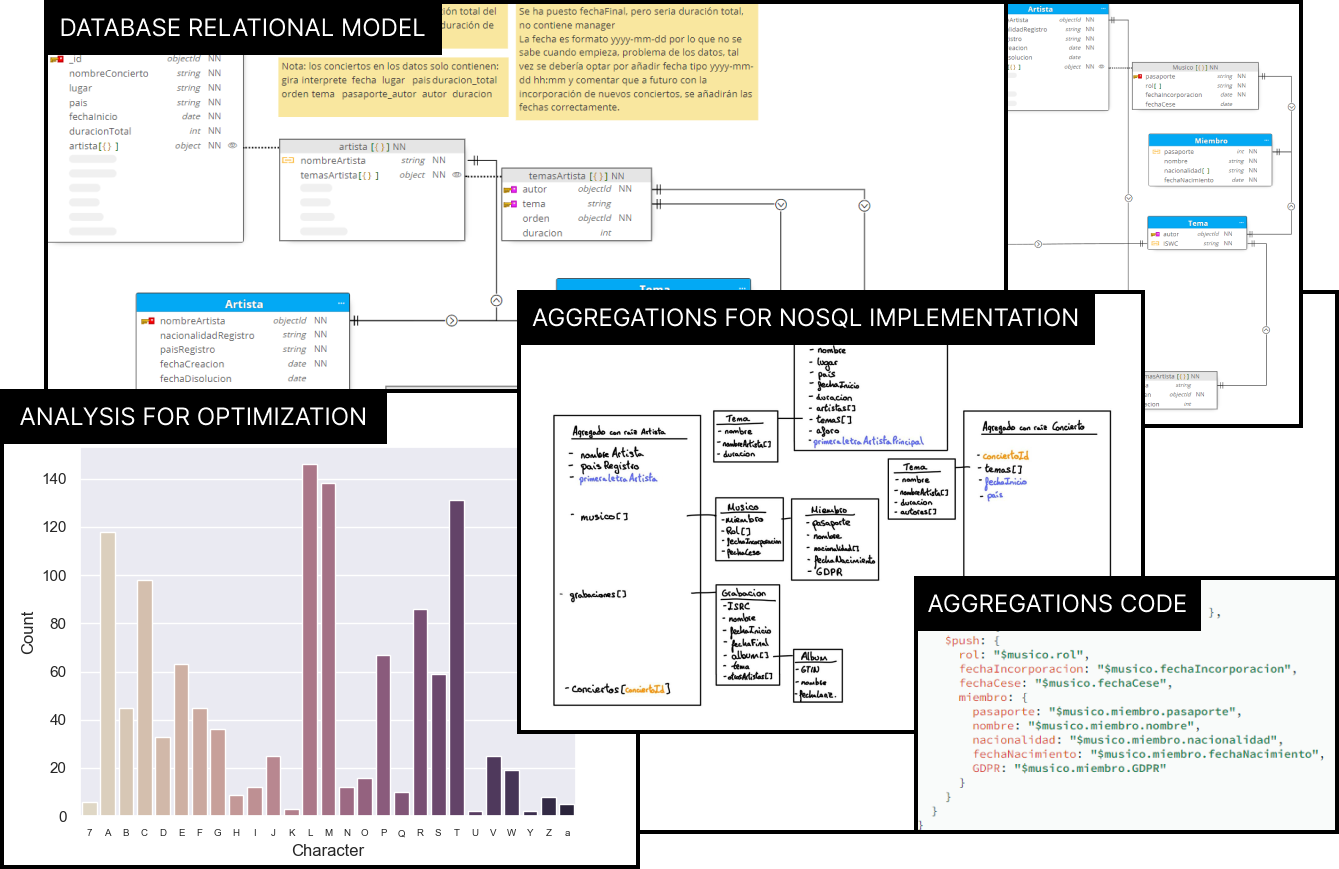 DATABASE RELATIONAL MODEL
ción total del
duración de
Nota: los conciertos en los datos solo contienen:
gira interprete fecha lugar pais duracion_total
orden tema pasaporte_autor autor duracion
Se ha puesto fechaFinal, pero seria duración total,
no contiene manager
La fecha es formato yyyy-mm-dd por lo que no se
sabe cuando empieza, problema de los datos, tal
vez se debería optar por añadir fecha tipo yyyy-mm-
dd hh:mm y comentar que a futuro con la
incorporación de nuevos conciertos, se añadirán las
fechas correctamente.
_id objectId NN
nombreConcierto string NN
lugar string NN
pais string NN
fechaInicio date NN
duracionTotal int NN
artista[{} ] object NN
artista [{}] NN
nombreArtista string NN
temasArtista[{} ] object NN
temasArtista [{}] NN
autor objectId NN
tema string
orden objectId NN
duracion int
Artista ...
nombreArtista objectId NN
nacionalidadRegistro string NN
paisRegistro string NN
fechaCreacion date NN
fechaDisolucion date
Tema
Artista ...
Artista objectId NN
lidadRegistro string NN
istro string NN
eacion date NN
solucion date
{} ] object NN
Musico [{}] NN
pasaporte string NN
rol[ ] string NN
fechaIncorporacion date NN
fechaCese date
Miembro ...
pasaporte int NN
nombre string NN
nacionalidad[ ] string NN
fechaNacimiento date NN
Tema ...
autor objectId NN
ISWC string NN
masArtista [{}] NN
string
objectId NN
cion int
AGGREGATIONS FOR NOSQL IMPLEMENTATION
Agregado con raíz Artista
- nombre Artista
- pais Registro
- primeraletraArtista
- musico[]
- grabaciones[]
- Conciertos[conciertoId]
Tema
- nombre
- nombreArtista[]
- duracion
- nombre
- lugar
- pais
- fechaInicio
- duracion
- artistas[]
- temas[]
- aforo
- primeraletraArtistaPrincipal
Musico
- miembro
- Rol[]
- fechaIncorporacion
- fechaCese
Miembro
- pasaporte
- nombre
- nacionalidad[]
- fechaNacimiento
- GDPR
Grabacion
- ISRC
- nombre
- fechaInicio
- fechaFinal
- album[]
- tema
- otrosArtistas[]
Album
- GTIN
- nombre
- fechaLanz.
Tema
- nombre
- nombreArtista[]
- duracion
- autores[]
Agregado con raiz Concierto
- conciertoId
- temas[]
- fechaInicio
- pais
ANALYSIS FOR OPTIMIZATION
140
120
100
80
60
40
20
0
Count
7 A B C D E F G H I J K L M N O P Q R S T U V W Y Z a
Character
AGGREGATIONS CODE
},
$push: {
rol: "$musico.rol",
fechaIncorporacion: "$musico.fechaIncorporacion",
fechaCese: "$musico.fechaCese",
miembro: {
pasaporte: "$musico.miembro.pasaporte",
nombre: "$musico.miembro.nombre",
nacionalidad: "$musico.miembro.nacionalidad",
fechaNacimiento: "$musico.miembro.fechaNacimiento",
GDPR: "$musico.miembro.GDPR"
}
}
}
}